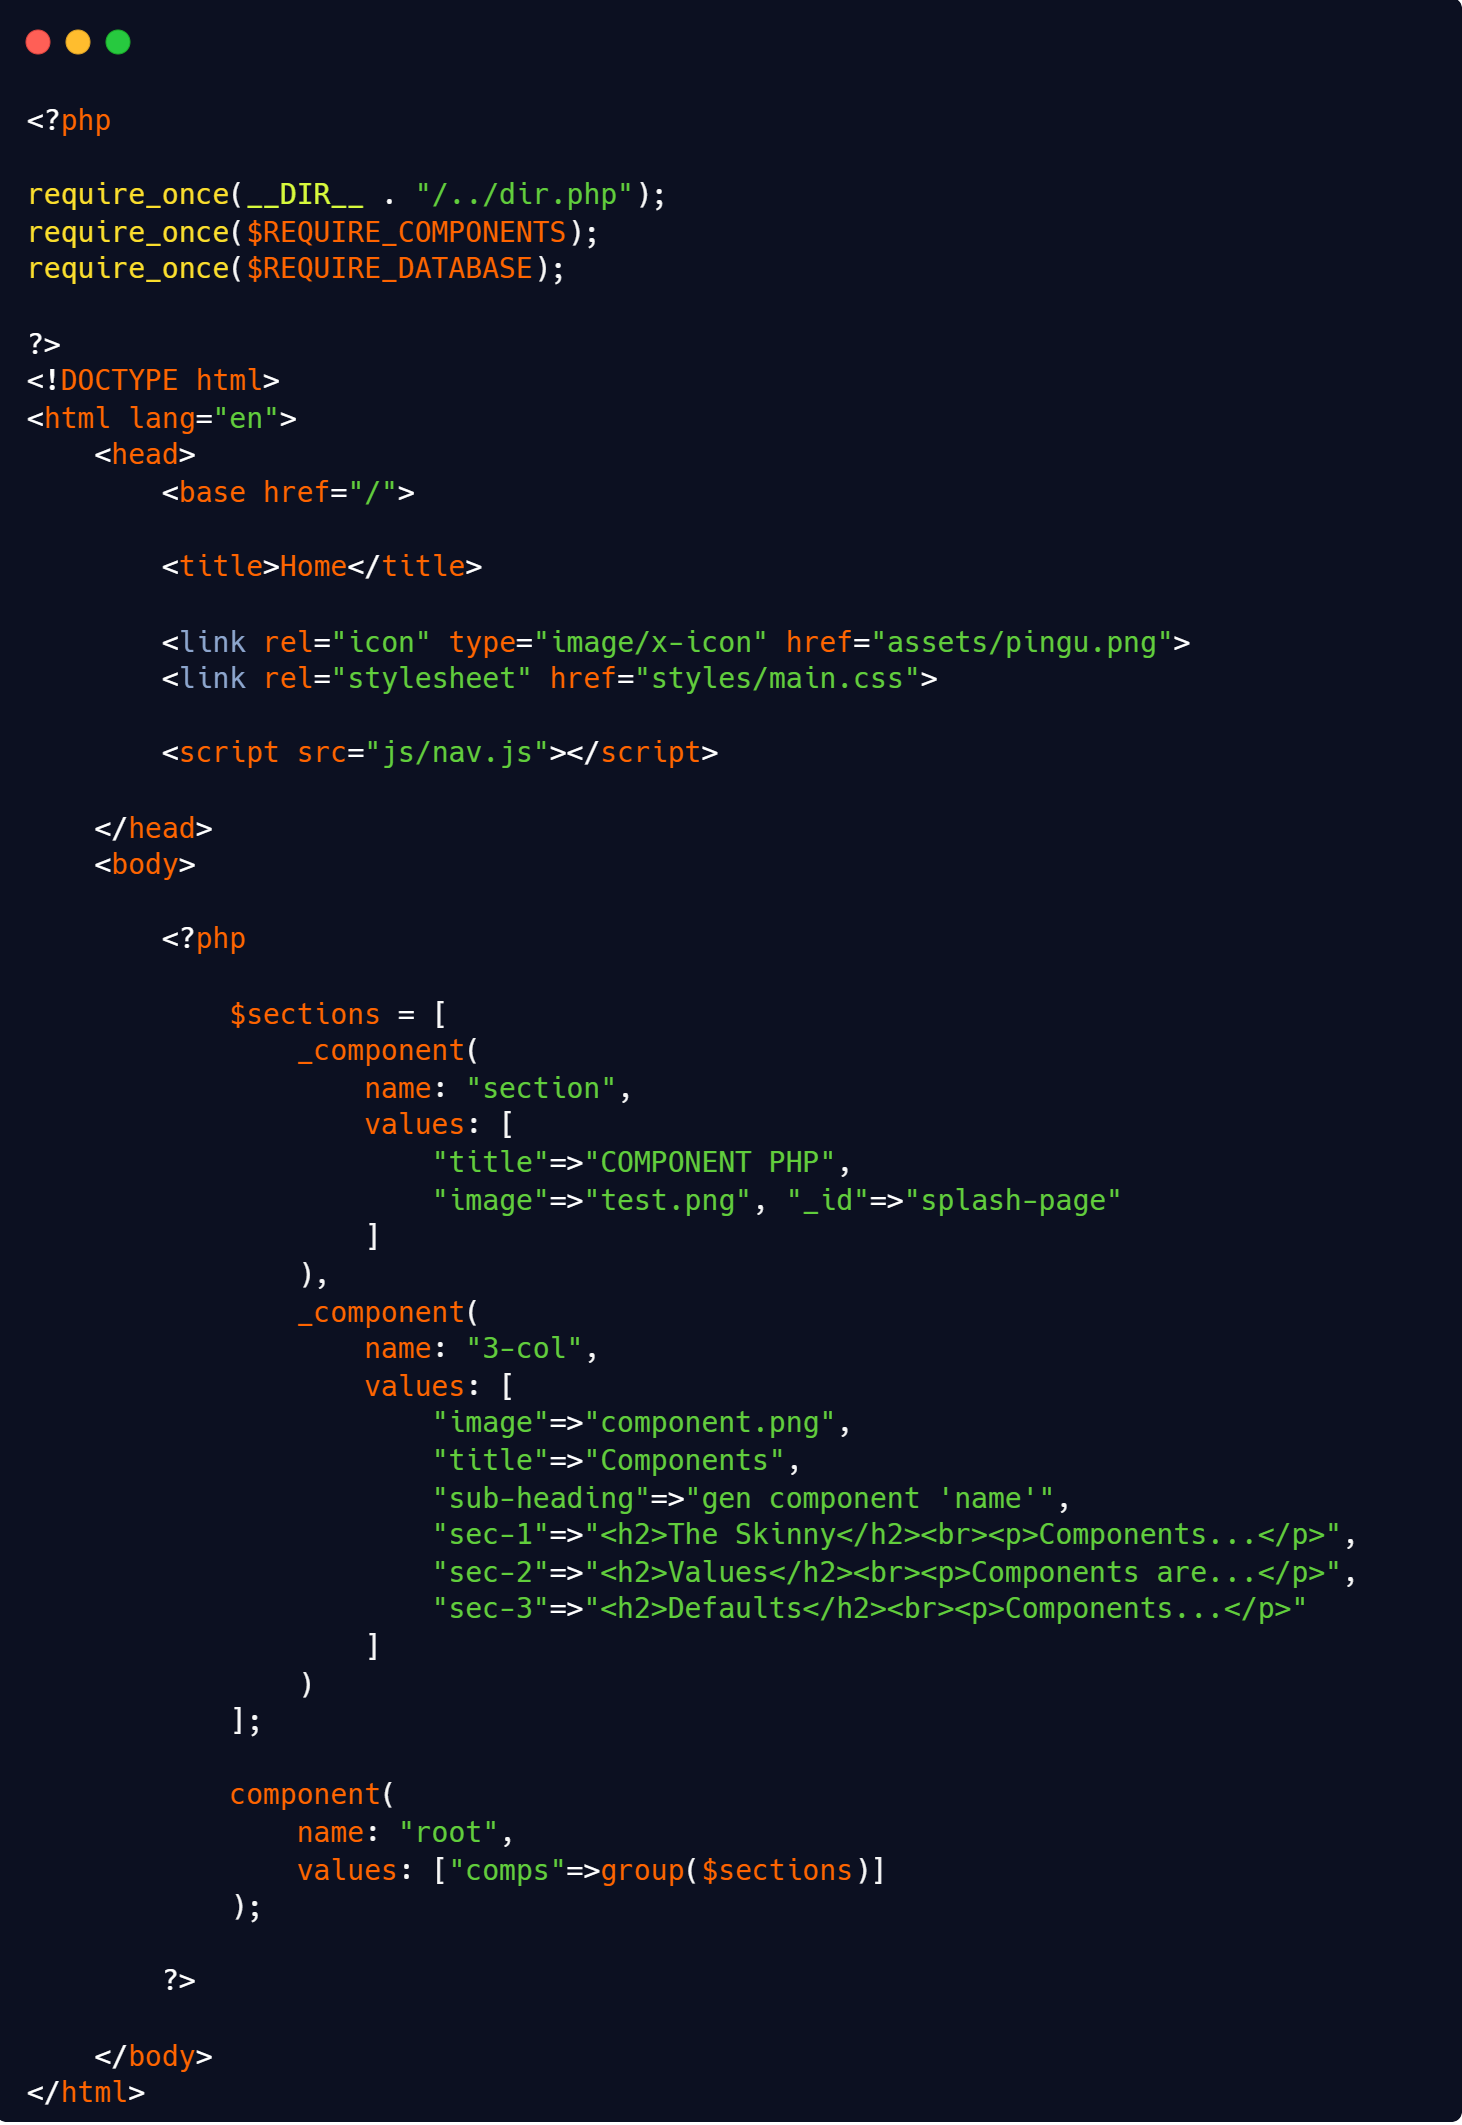 <?php
require_once(__DIR__ . "/../dir.php");
require_once($REQUIRE_COMPONENTS);
require_once($REQUIRE_DATABASE);
?>
<!DOCTYPE html>
<html lang="en">
    <head>
        <base href="/">
        <title>Home</title>
        <link rel="icon" type="image/x-icon" href="assets/pingu.png">
        <link rel="stylesheet" href="styles/main.css">
        <script src="js/nav.js"></script>
    </head>
    <body>
        <?php
            $sections = [
                _component(
                    name: "section",
                    values: [
                        "title"=>"COMPONENT PHP",
                        "image"=>"test.png", "_id"=>"splash-page"
                    ]
                ),
                _component(
                    name: "3-col",
                    values: [
                        "image"=>"component.png",
                        "title"=>"Components",
                        "sub-heading"=>"gen component 'name'",
                        "sec-1"=>"<h2>The Skinny</h2><br><p>Components...</p>",
                        "sec-2"=>"<h2>Values</h2><br><p>Components are...</p>",
                        "sec-3"=>"<h2>Defaults</h2><br><p>Components...</p>"
                    ]
                )
            ];
            component(
                name: "root",
                values: ["comps"=>group($sections)]
            );
        ?>
    </body>
</html>